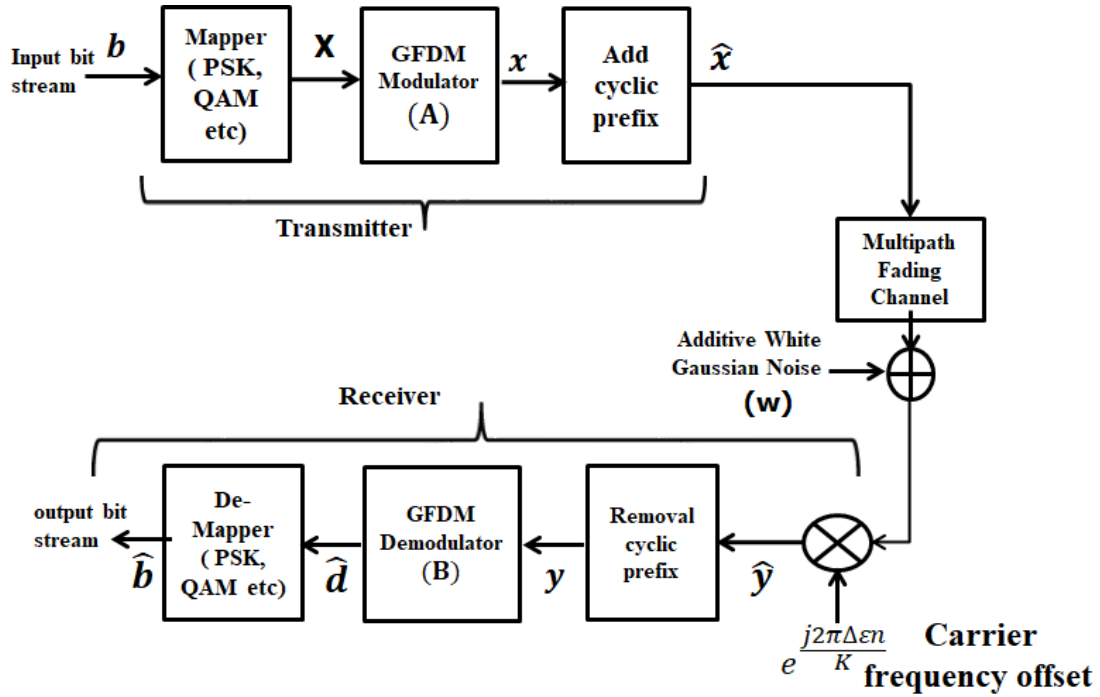 Input bit
stream
b
Mapper
( PSK,
QAM
etc)
X
GFDM
Modulator
(A)
x
Add
cyclic
prefix
x̂
Transmitter
Multipath
Fading
Channel
Additive White
Gaussian Noise
(w)
Receiver
output bit
stream
b̂
De-
Mapper
( PSK,
QAM etc)
d̂
GFDM
Demodulator
(B)
y
Removal
cyclic
prefix
ŷ
e^{j2πΔεn/K}
Carrier
frequency offset